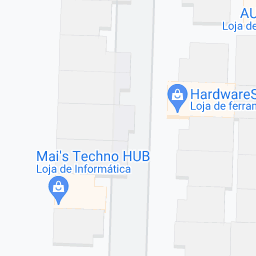 AU
Loja de
HardwareS
Loja de ferran
Mai's Techno HUB
Loja de Informática